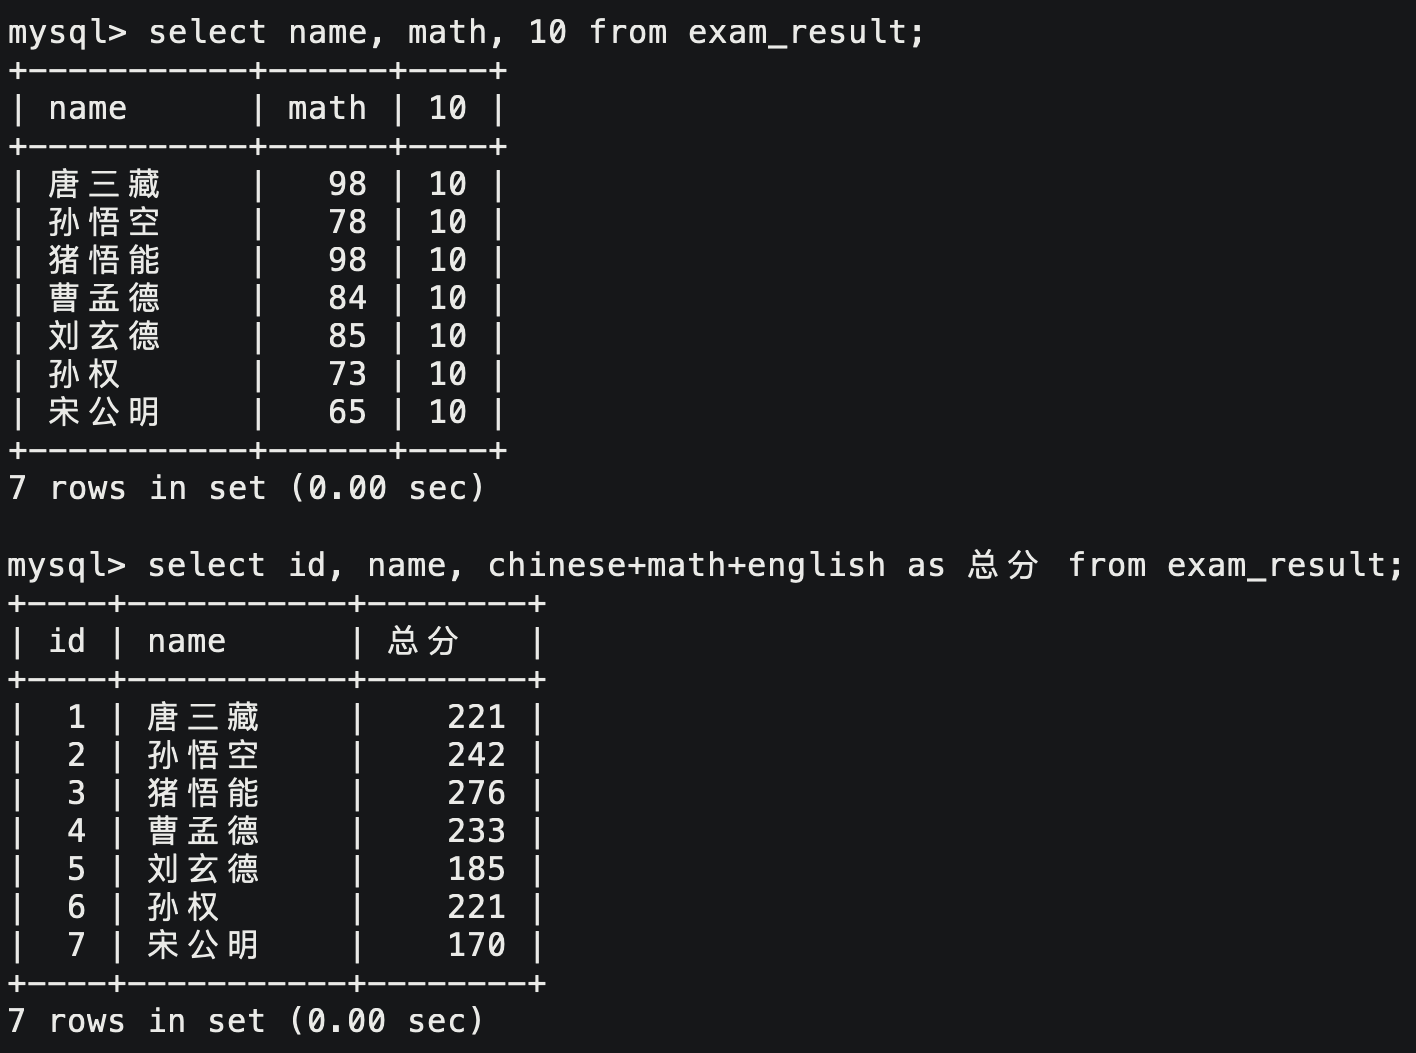 mysql> select name, math, 10 from exam_result;
+-----------+------+----+
| name      | math | 10 |
+-----------+------+----+
| 唐三藏    |   98 | 10 |
| 孙悟空    |   78 | 10 |
| 猪悟能    |   98 | 10 |
| 曹孟德    |   84 | 10 |
| 刘玄德    |   85 | 10 |
| 孙权      |   73 | 10 |
| 宋公明    |   65 | 10 |
+-----------+------+----+
7 rows in set (0.00 sec)

mysql> select id, name, chinese+math+english as 总分 from exam_result;
+----+-----------+--------+
| id | name      | 总分   |
+----+-----------+--------+
|  1 | 唐三藏    |    221 |
|  2 | 孙悟空    |    242 |
|  3 | 猪悟能    |    276 |
|  4 | 曹孟德    |    233 |
|  5 | 刘玄德    |    185 |
|  6 | 孙权      |    221 |
|  7 | 宋公明    |    170 |
+----+-----------+--------+
7 rows in set (0.00 sec)